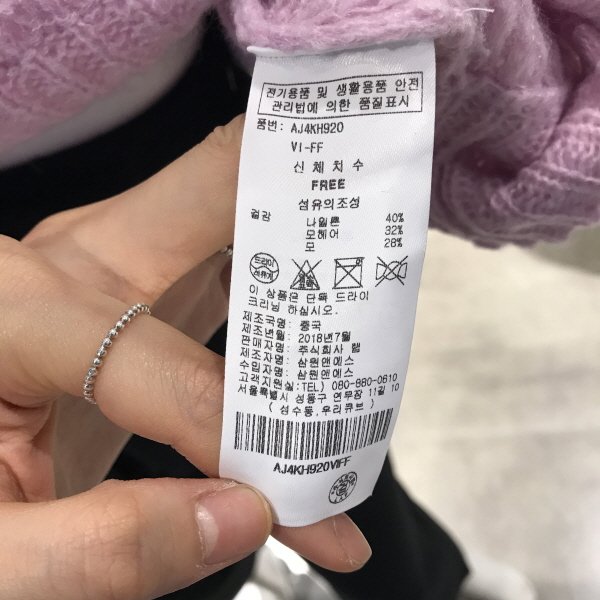 전기용품 및 생활용품 안전
관리법에 의한 품질표시
품번: AJ4KH920
VI-FF
신체치수
FREE
섬유의조성
겉감 나일론 40%
모헤어 32%
모 28%
드라이
석유계
이 상품은 단독 드라이
크리닝 하십시오.
제조국명: 중국
제조년월: 2018년7월
판매자명: 주식회사 햄
제조자명: 삼원앤에스
수입자명: 삼원앤에스
고객지원실:TEL) 080-880-0610
서울특별시 성동구 연무장 11길 10
( 성수동,우리큐브 )
AJ4KH920VIFF